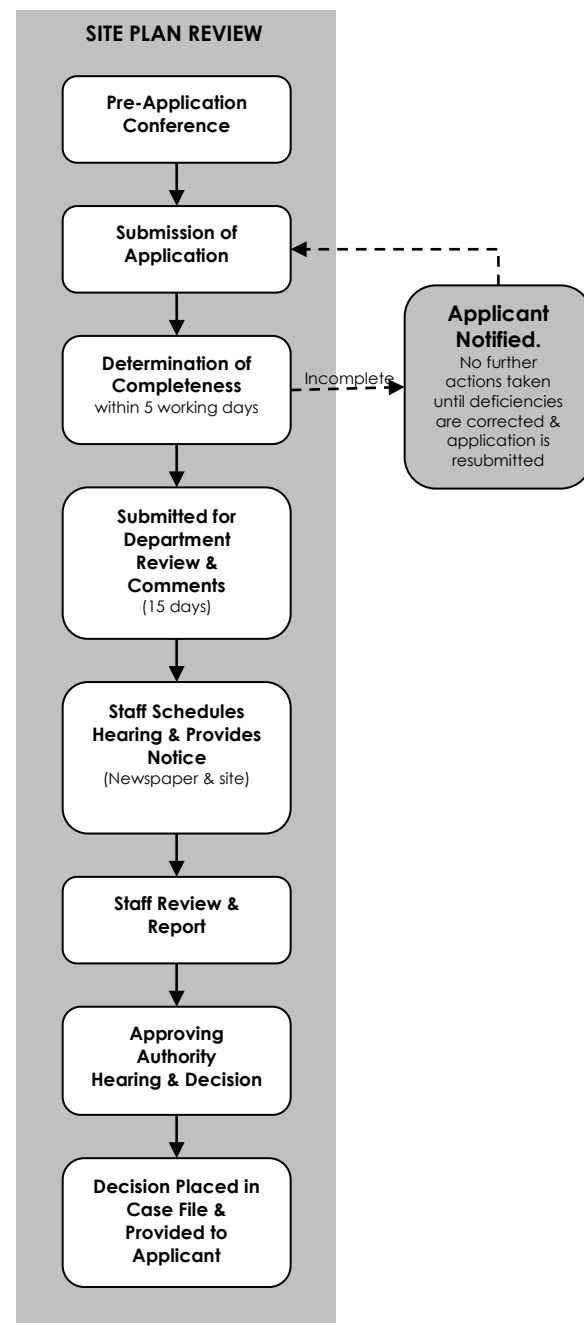 SITE PLAN REVIEW
Pre-Application
Conference
Submission of
Application
Determination of
Completeness
within 5 working days
Incomplete
Applicant
Notified.
No further
actions taken
until deficiencies
are corrected &
application is
resubmitted
Submitted for
Department
Review &
Comments
(15 days)
Staff Schedules
Hearing & Provides
Notice
(Newspaper & site)
Staff Review &
Report
Approving
Authority
Hearing & Decision
Decision Placed in
Case File &
Provided to
Applicant